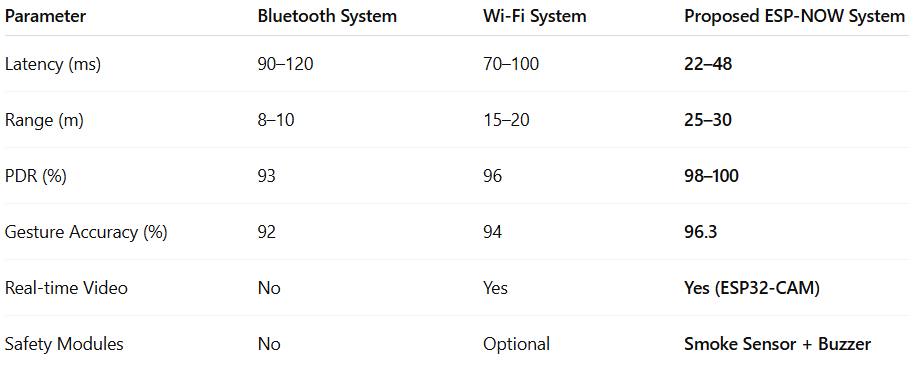 Parameter Bluetooth System Wi-Fi System Proposed ESP-NOW System
Latency (ms) 90–120 70–100 22–48
Range (m) 8–10 15–20 25–30
PDR (%) 93 96 98–100
Gesture Accuracy (%) 92 94 96.3
Real-time Video No Yes Yes (ESP32-CAM)
Safety Modules No Optional Smoke Sensor + Buzzer